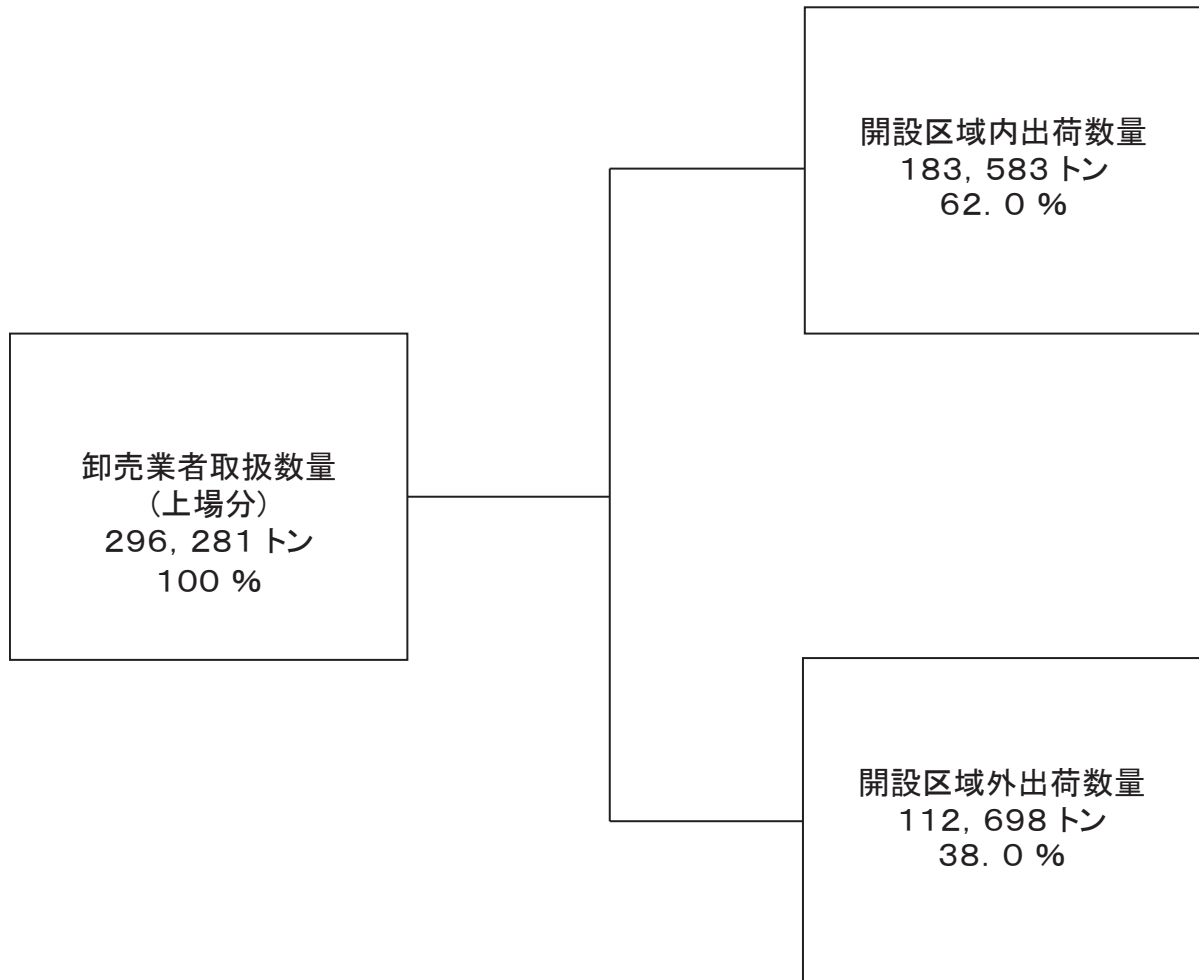 開設区域内出荷数量
183, 583 トン
62. 0 %
卸売業者取扱数量
(上場分)
296, 281 トン
100 %
開設区域外出荷数量
112, 698 トン
38. 0 %